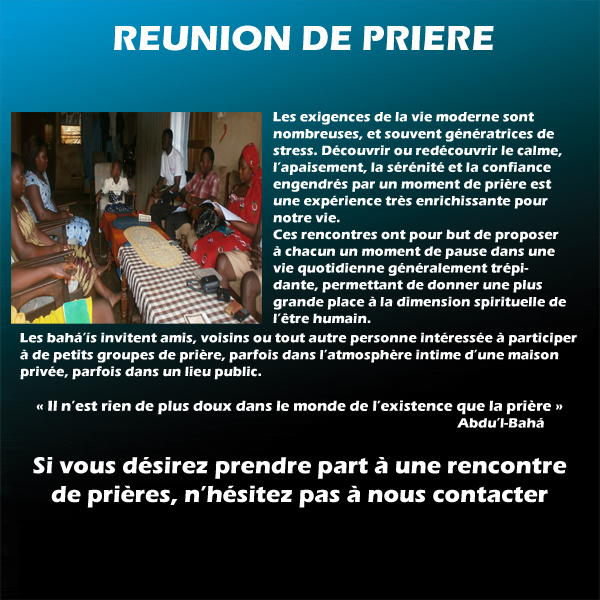 REUNION DE PRIERE
Les exigences de la vie moderne sont
nombreuses, et souvent génératrices de
stress. Découvrir ou redécouvrir le calme,
l'apaisement, la sérénité et la confiance
engendrés par un moment de prière est
une expérience très enrichissante pour
notre vie.
Ces rencontres ont pour but de proposer
à chacun un moment de pause dans une
vie quotidienne généralement trépi-
dante, permettant de donner une plus
grande place à la dimension spirituelle de
l'être humain.
Les bahá'ís invitent amis, voisins ou tout autre personne intéressée à participer
à de petits groupes de prière, parfois dans l'atmosphère intime d'une maison
privée, parfois dans un lieu public.
« Il n'est rien de plus doux dans le monde de l'existence que la prière »
Abdu'l-Bahá
Si vous désirez prendre part à une rencontre
de prières, n'hésitez pas à nous contacter